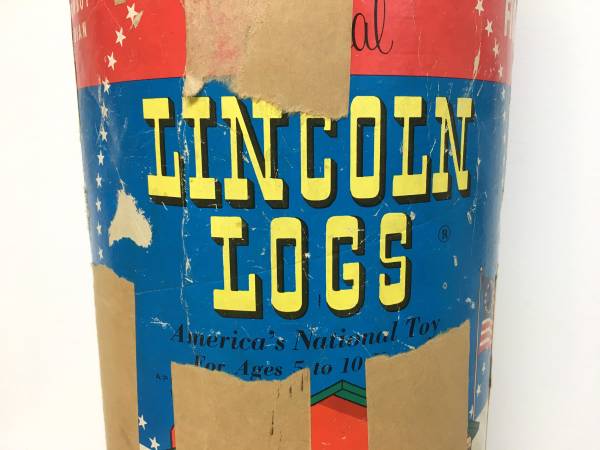 al
LINCOLN
LOGS ®
America's National Toy
For Ages 5 to 10